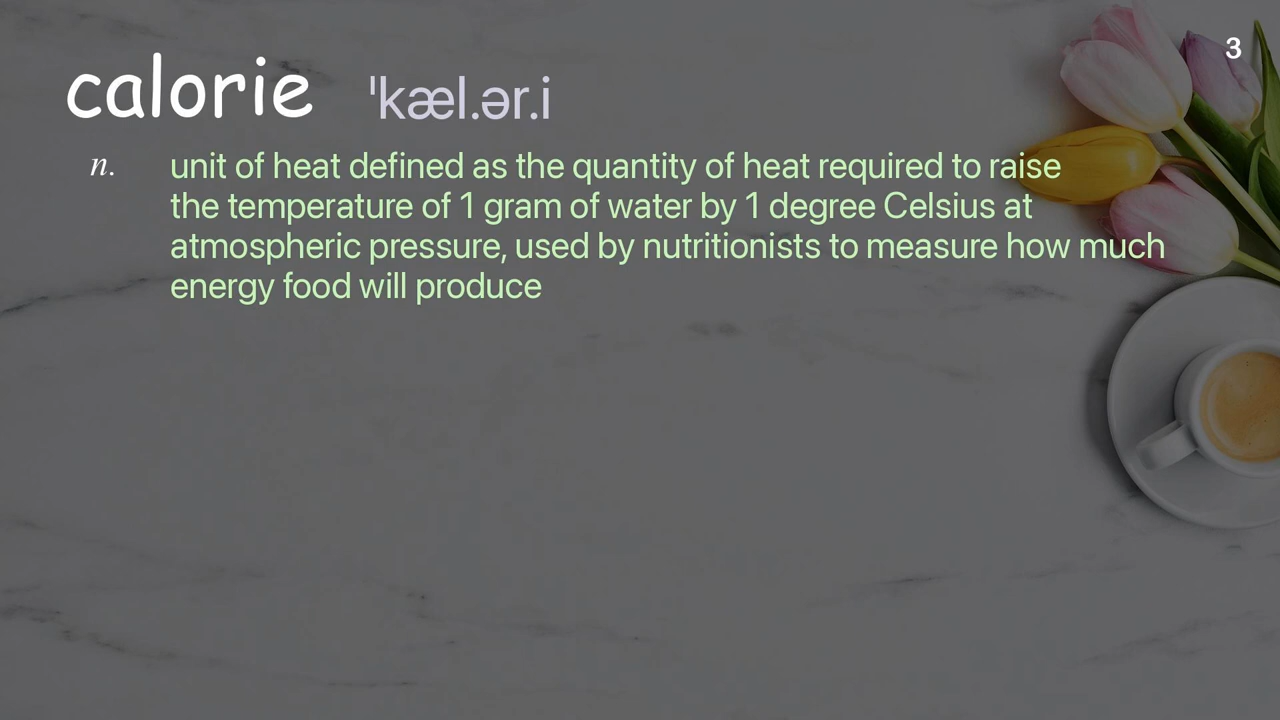 3
calorie ˈkæl.ər.i
n. unit of heat defined as the quantity of heat required to raise
the temperature of 1 gram of water by 1 degree Celsius at
atmospheric pressure, used by nutritionists to measure how much
energy food will produce